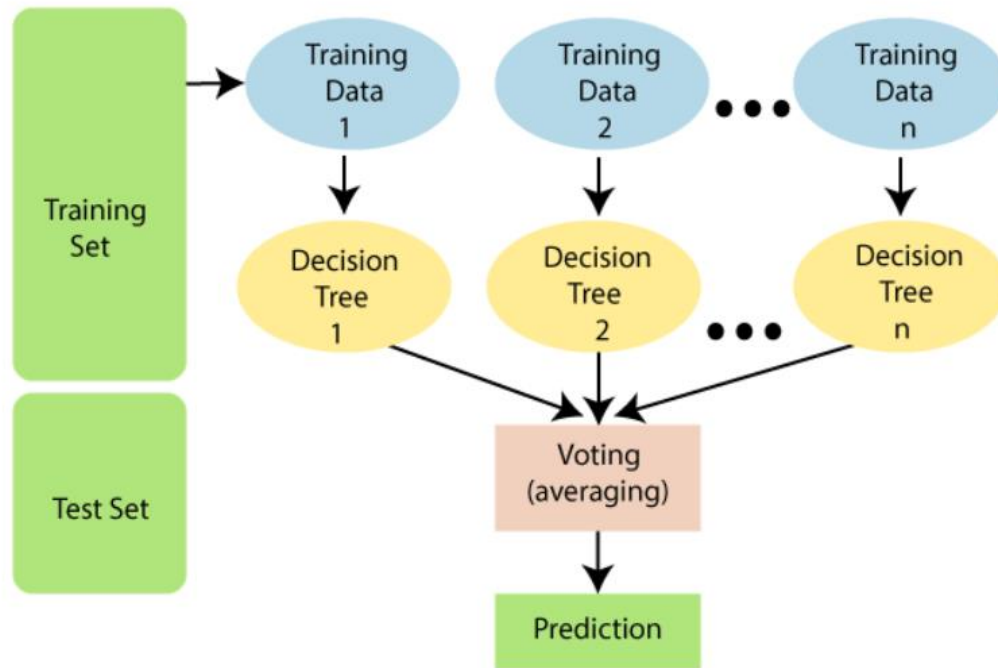 Training
Data
1
Training
Data
2
Training
Data
n
Training
Set
Decision
Tree
1
Decision
Tree
2
Decision
Tree
n
Voting
(averaging)
Test Set
Prediction